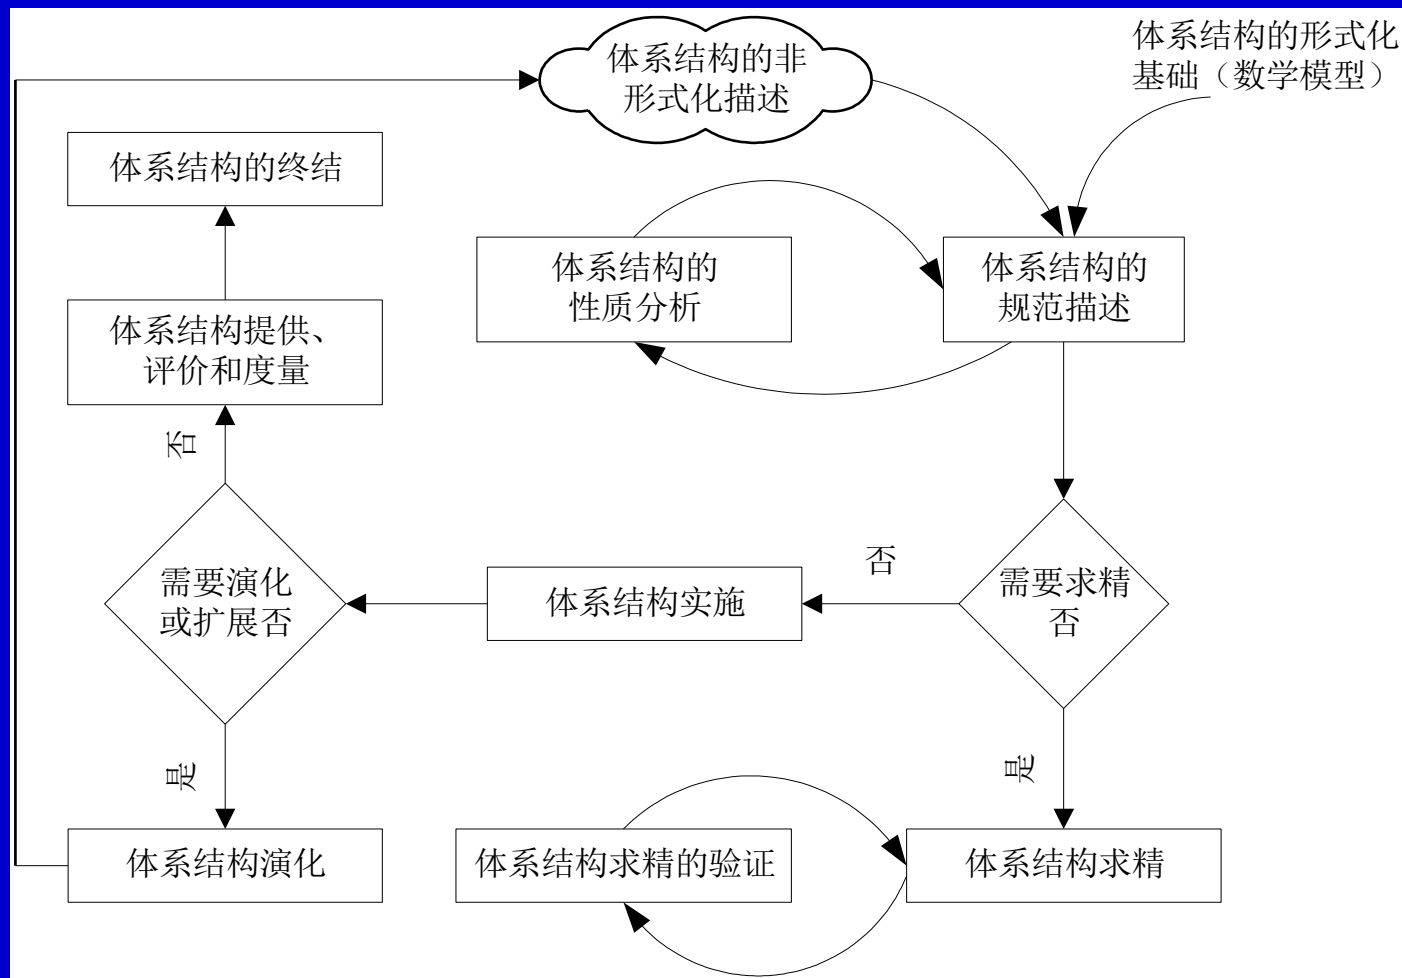 体系结构的非
形式化描述
体系结构的形式化
基础（数学模型）
体系结构的终结
体系结构的
性质分析
体系结构的
规范描述
体系结构提供、
评价和度量
否
需要演化
或扩展否
体系结构实施
否
需要求精
否
是
是
体系结构演化
体系结构求精的验证
体系结构求精